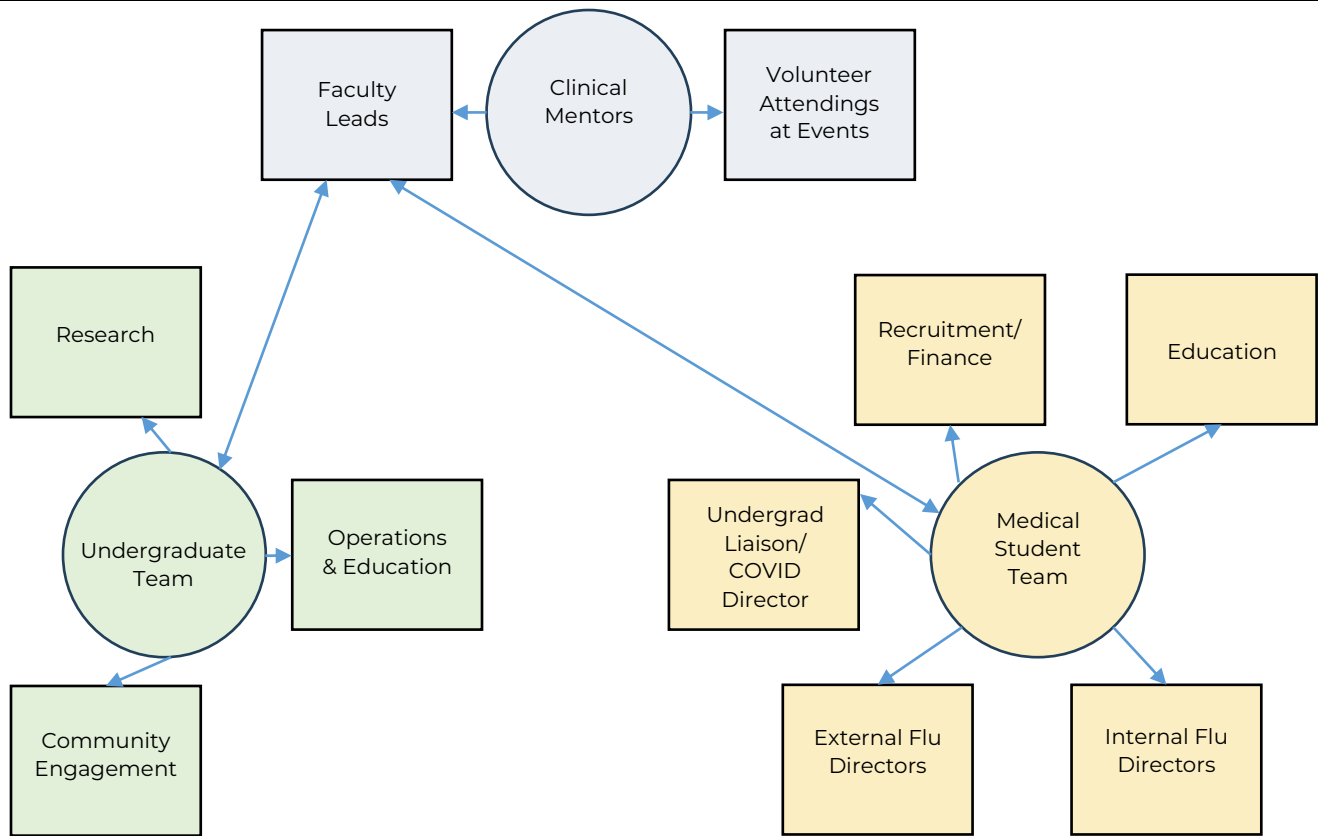 Faculty
Leads
Clinical
Mentors
Volunteer
Attendings
at Events
Research
Recruitment/
Finance
Education
Undergraduate
Team
Operations
& Education
Undergrad
Liaison/
COVID
Director
Medical
Student
Team
Community
Engagement
External Flu
Directors
Internal Flu
Directors